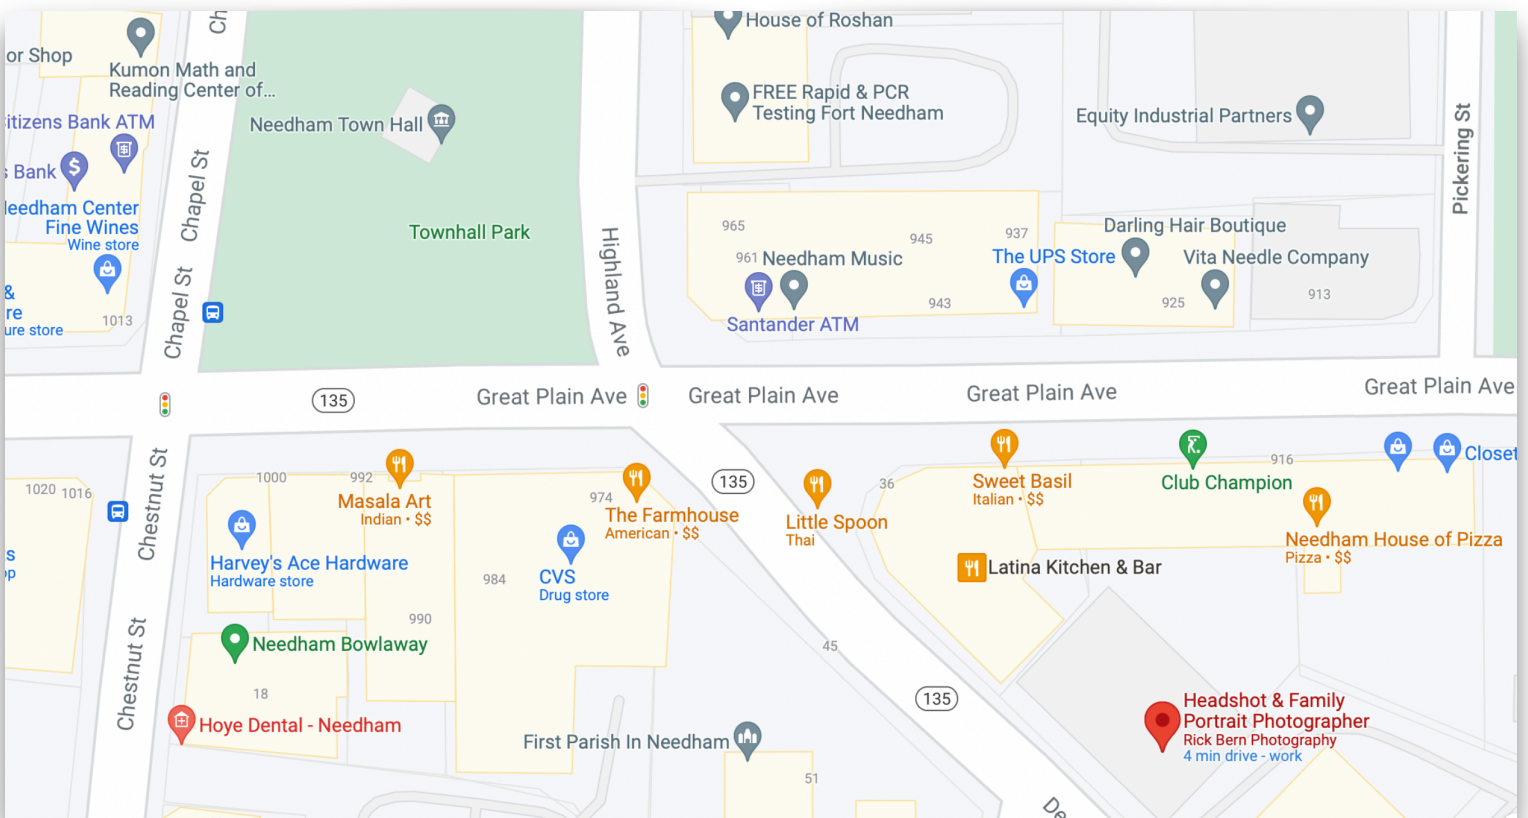 Ch
House of Roshan
or Shop
Kumon Math and
Reading Center of...
FREE Rapid & PCR
Testing Fort Needham
Equity Industrial Partners
Pickering St
itizens Bank ATM
Needham Town Hall
s Bank
Chapel St
eedham Center
Fine Wines
Wine store
Townhall Park
Highland Ave
965
945
937
961
Needham Music
Darling Hair Boutique
The UPS Store
Vita Needle Company
&
re
ure store
1013
Chapel St
Santander ATM
943
925
913
135
Great Plain Ave
Great Plain Ave
Great Plain Ave
Great Plain Ave
1020
1016
Chestnut St
1000
992
Masala Art
Indian • $$
974
The Farmhouse
American • $$
135
Little Spoon
Thai
36
Sweet Basil
Italian • $$
916
Club Champion
Closet
Needham House of Pizza
Pizza • $$
s
op
Harvey's Ace Hardware
Hardware store
984
CVS
Drug store
Latina Kitchen & Bar
990
Needham Bowlaway
45
Chestnut St
18
Hoye Dental - Needham
135
First Parish In Needham
51
Headshot & Family
Portrait Photographer
Rick Bern Photography
4 min drive - work
De